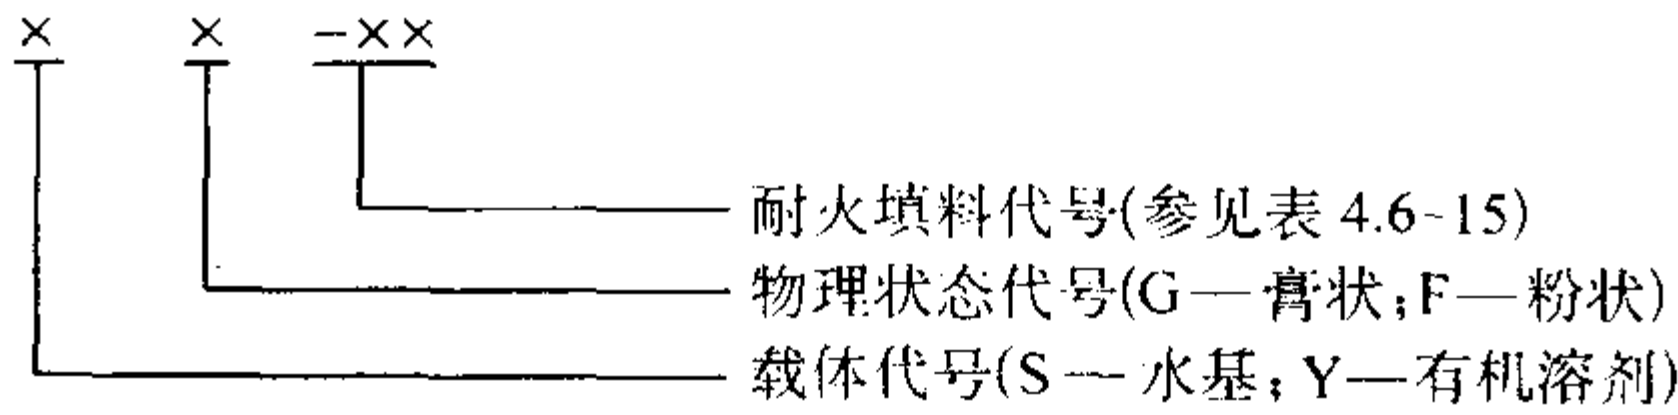 × × -××
耐火填料代号(参见表 4.6-15)
物理状态代号(G—膏状;F—粉状)
载体代号(S—水基;Y—有机溶剂)